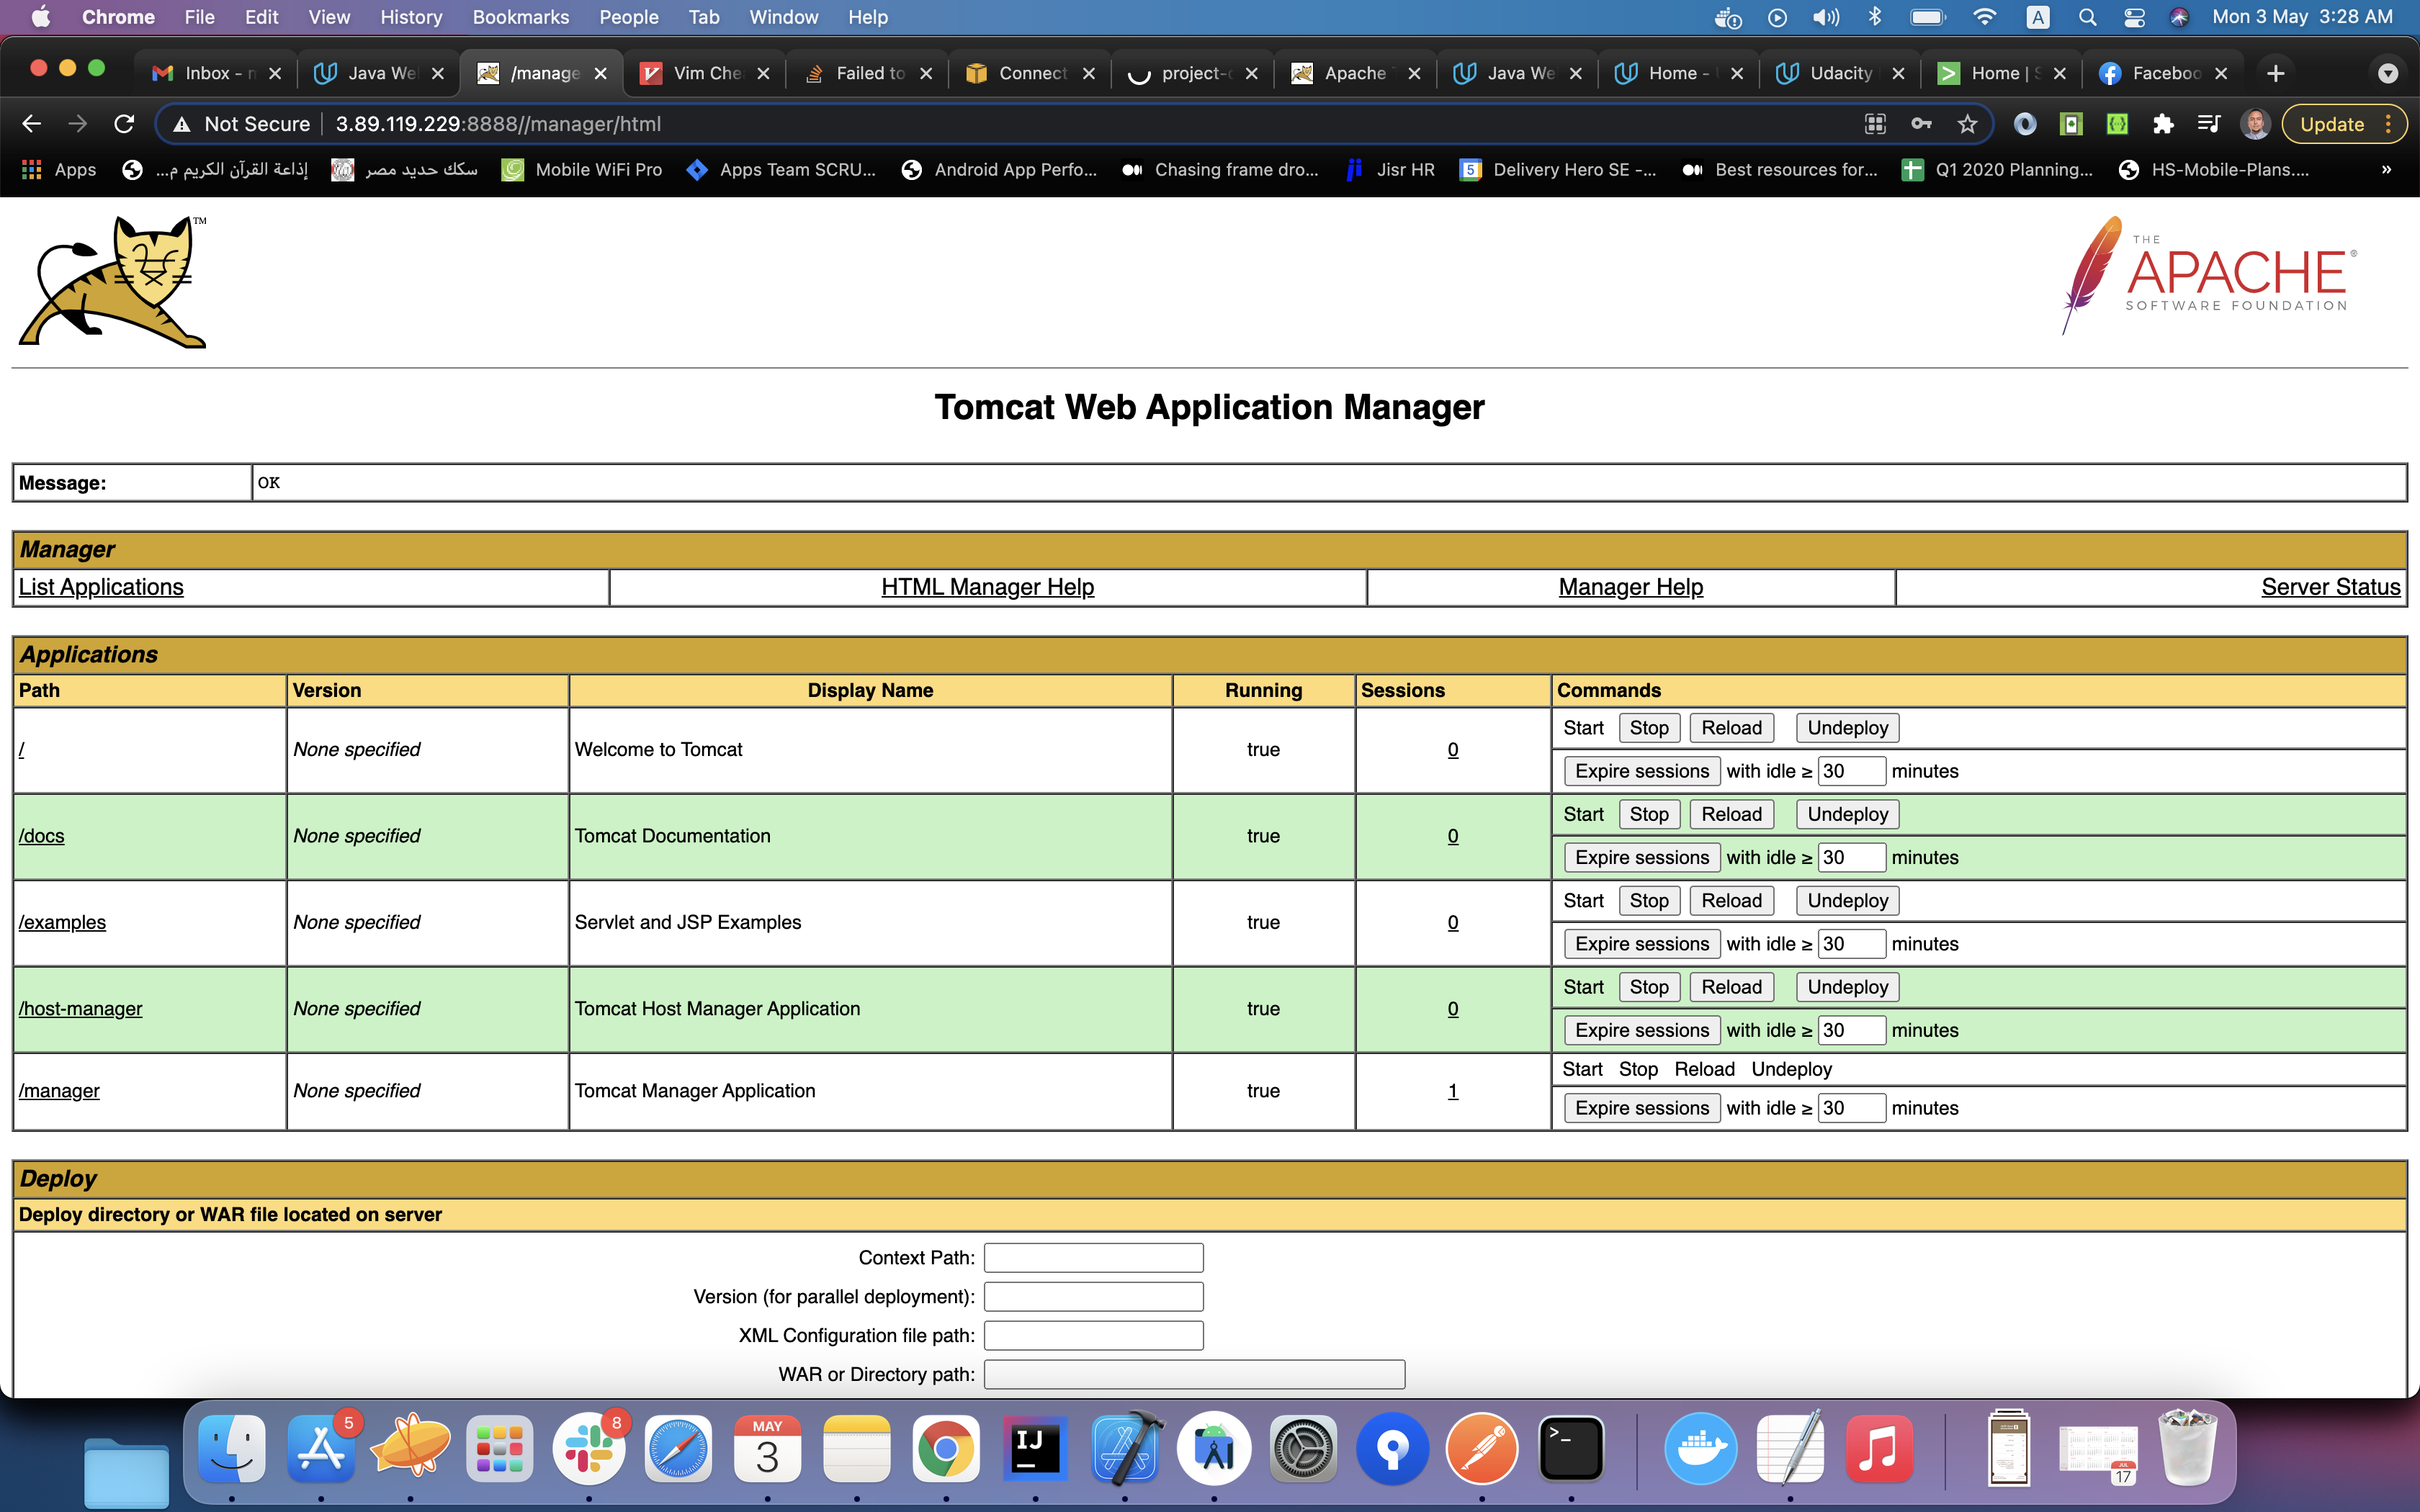 Chrome File Edit View History Bookmarks People Tab Window Help A Mon 3 May 3:28 AM
Inbox - Java We /manage Vim Che Failed to Connect project- Apache Java We Home - Udacity Home | Faceboo
Not Secure 3.89.119.229:8888//manager/html Update
Apps إذاعة القرآن الكريم م... سكك حديد مصر Mobile WiFi Pro Apps Team SCRU... Android App Perfo... Chasing frame dro... Jisr HR 5 Delivery Hero SE -... Best resources for... Q1 2020 Planning... HS-Mobile-Plans.... »
TM
THE
APACHE®
SOFTWARE FOUNDATION
Tomcat Web Application Manager
Message: OK
Manager
List Applications HTML Manager Help Manager Help Server Status
Applications
Path Version Display Name Running Sessions Commands
/ None specified Welcome to Tomcat true 0 Start Stop Reload Undeploy
Expire sessions with idle ≥ 30 minutes
/docs None specified Tomcat Documentation true 0 Start Stop Reload Undeploy
Expire sessions with idle ≥ 30 minutes
/examples None specified Servlet and JSP Examples true 0 Start Stop Reload Undeploy
Expire sessions with idle ≥ 30 minutes
/host-manager None specified Tomcat Host Manager Application true 0 Start Stop Reload Undeploy
Expire sessions with idle ≥ 30 minutes
/manager None specified Tomcat Manager Application true 1 Start Stop Reload Undeploy
Expire sessions with idle ≥ 30 minutes
Deploy
Deploy directory or WAR file located on server
Context Path:
Version (for parallel deployment):
XML Configuration file path:
WAR or Directory path:
5 8 MAY 3 IJ >_ JUL 17